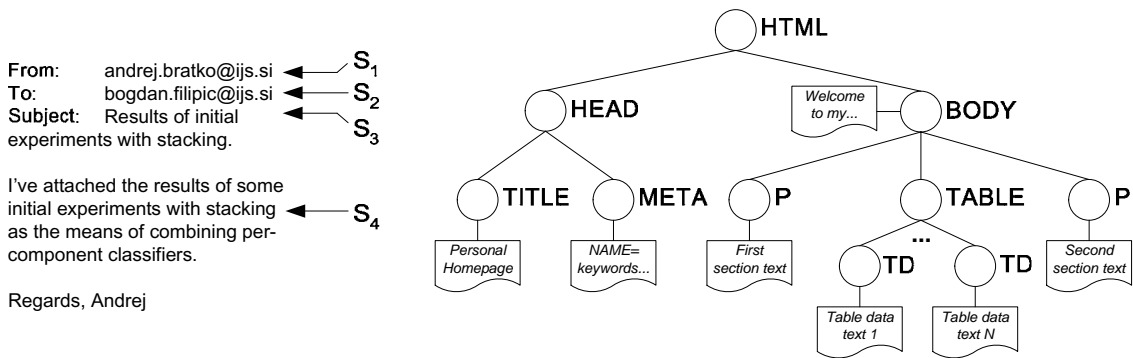 From: andrej.bratko@ijs.si S1
To: bogdan.filipic@ijs.si S2
Subject: Results of initial S3
experiments with stacking.
I've attached the results of some
initial experiments with stacking S4
as the means of combining per-
component classifiers.
Regards, Andrej
HTML
HEAD
Welcome
to my...
BODY
TITLE
META
P
TABLE
P
Personal
Homepage
NAME=
keywords...
First
section text
...
TD
TD
Second
section text
Table data
text 1
Table data
text N